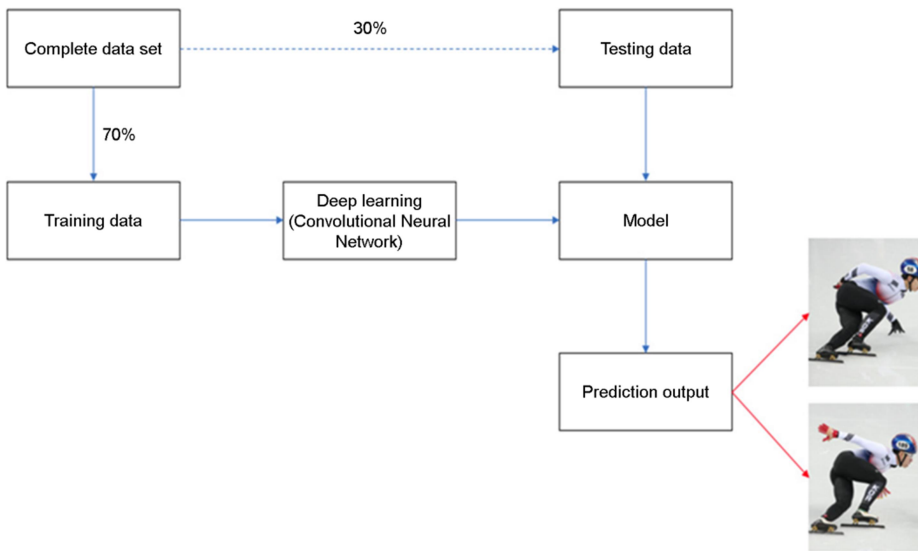 Complete data set
30%
Testing data
70%
Training data
Deep learning
(Convolutional Neural
Network)
Model
Prediction output